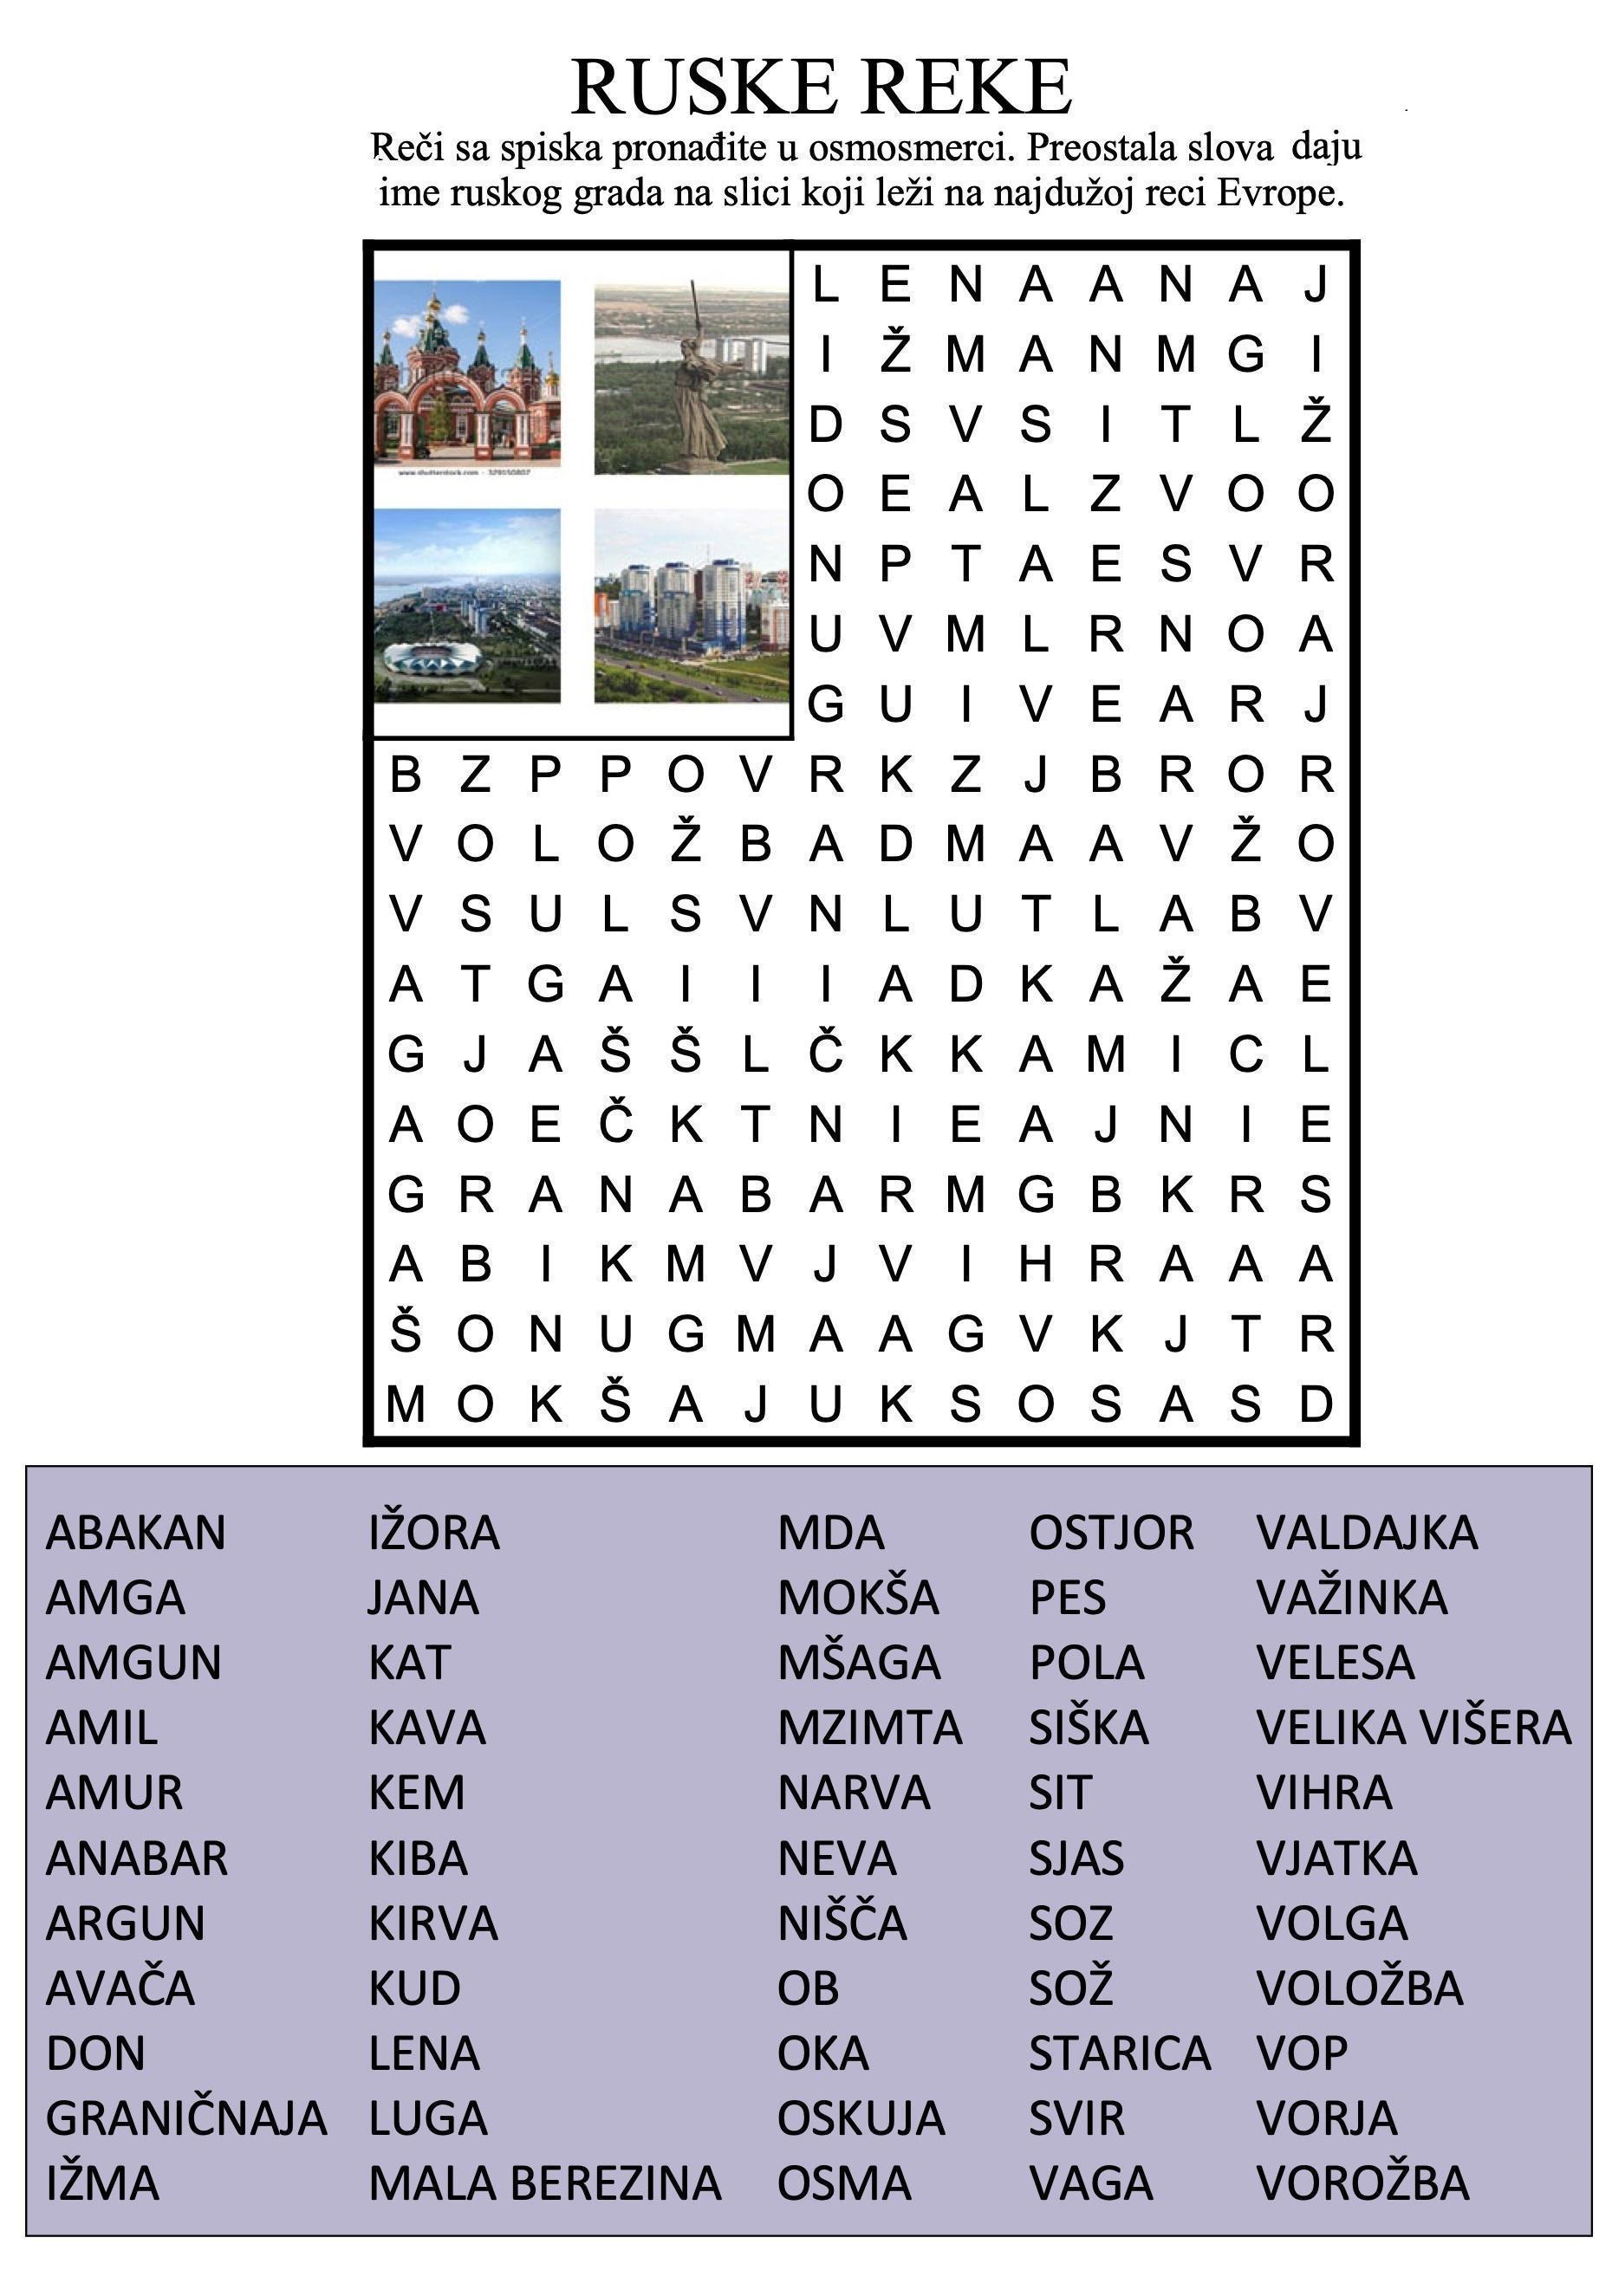 RUSKE REKE
Reči sa spiska pronađite u osmosmerci. Preostala slova daju
ime ruskog grada na slici koji leži na najdužoj reci Evrope.
L E N A A N A J
I Ž M A N M G I
D S V S I T L Ž
O E A L Z V O O
N P T A E S V R
U V M L R N O A
G U I V E A R J
www.shutterstock.com · 329150807
B Z P P O V R K Z J B R O R
V O L O Ž B A D M A A V Ž O
V S U L S V N L U T L A B V
A T G A I I I A D K A Ž A E
G J A Š Š L Č K K A M I C L
A O E Č K T N I E A J N I E
G R A N A B A R M G B K R S
A B I K M V J V I H R A A A
Š O N U G M A A G V K J T R
M O K Š A J U K S O S A S D
ABAKAN IŽORA MDA OSTJOR VALDAJKA
AMGA JANA MOKŠA PES VAŽINKA
AMGUN KAT MŠAGA POLA VELESA
AMIL KAVA MZIMTA SIŠKA VELIKA VIŠERA
AMUR KEM NARVA SIT VIHRA
ANABAR KIBA NEVA SJAS VJATKA
ARGUN KIRVA NIŠČA SOZ VOLGA
AVAČA KUD OB SOŽ VOLOŽBA
DON LENA OKA STARICA VOP
GRANIČNAJA LUGA OSKUJA SVIR VORJA
IŽMA MALA BEREZINA OSMA VAGA VOROŽBA